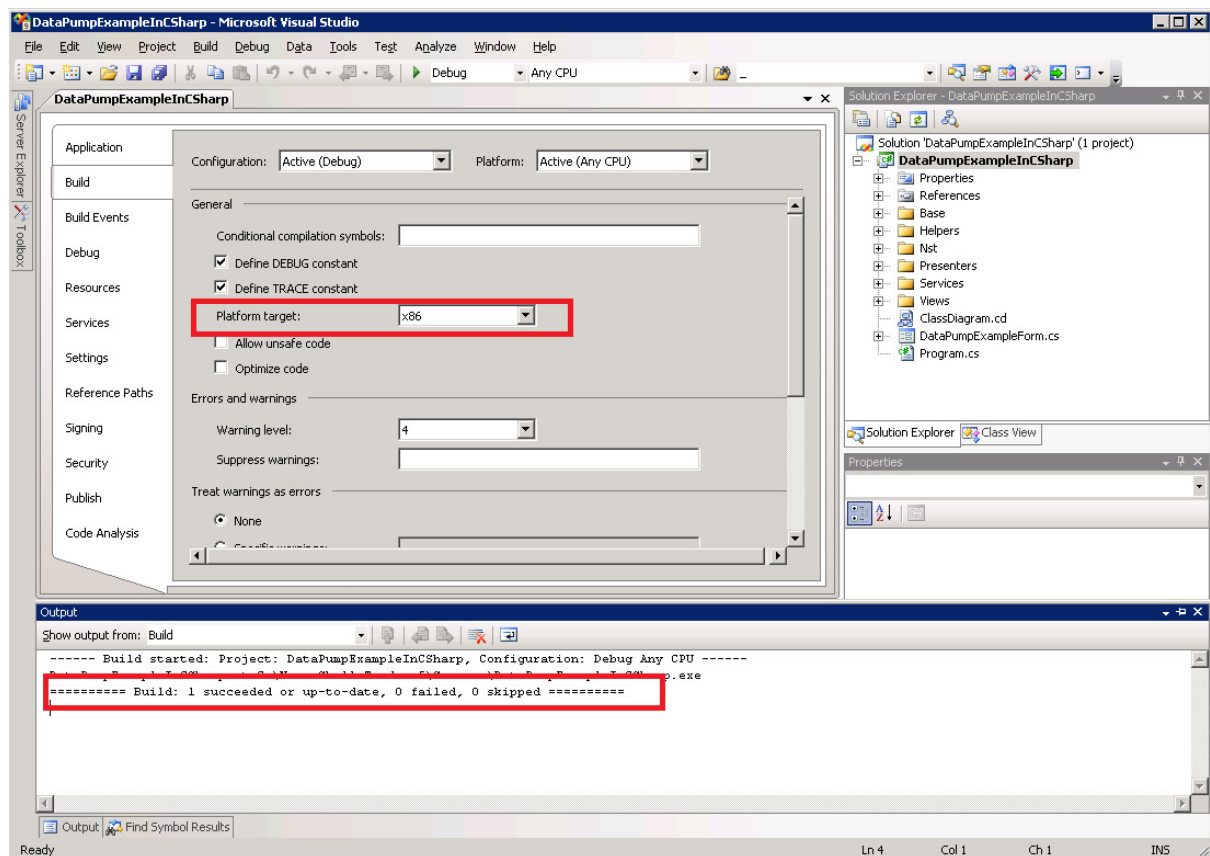 DataPumpExampleInCSharp - Microsoft Visual Studio
File Edit View Project Build Debug Data Tools Test Analyze Window Help
Debug Any CPU
Server Explorer
Toolbox
DataPumpExampleInCSharp
Application
Build
Build Events
Debug
Resources
Services
Settings
Reference Paths
Signing
Security
Publish
Code Analysis
Configuration: Active (Debug) Platform: Active (Any CPU)
General
Conditional compilation symbols:
Define DEBUG constant
Define TRACE constant
Platform target: x86
Allow unsafe code
Optimize code
Errors and warnings
Warning level: 4
Suppress warnings:
Treat warnings as errors
None
Specific warnings:
Solution Explorer - DataPumpExampleInCSharp
Solution 'DataPumpExampleInCSharp' (1 project)
DataPumpExampleInCSharp
Properties
References
Base
Helpers
Nst
Presenters
Services
Views
ClassDiagram.cd
DataPumpExampleForm.cs
Program.cs
Solution Explorer Class View
Properties
Output
Show output from: Build
------ Build started: Project: DataPumpExampleInCSharp, Configuration: Debug Any CPU ------
p.exe
========== Build: 1 succeeded or up-to-date, 0 failed, 0 skipped ==========
Output Find Symbol Results
Ready Ln 4 Col 1 Ch 1 INS